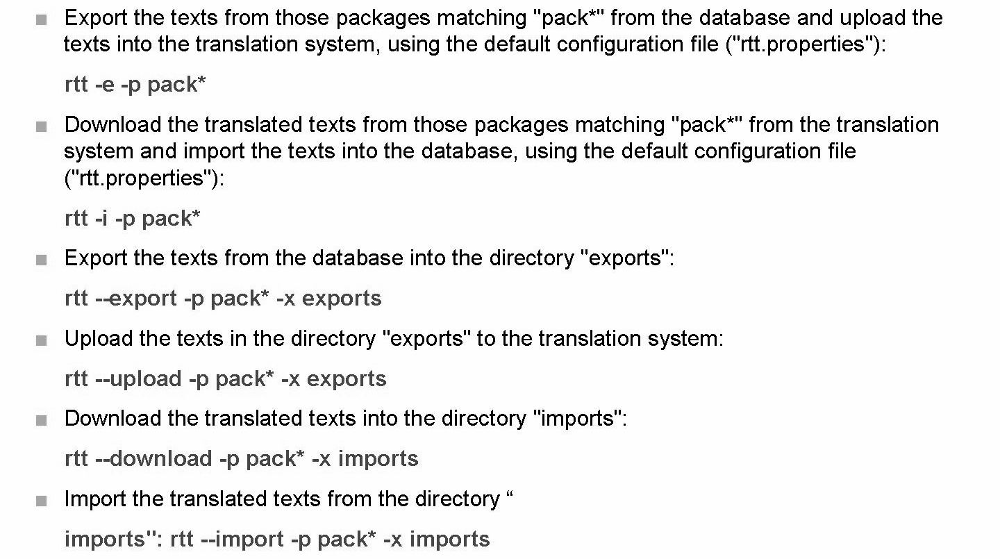 ■ Export the texts from those packages matching "pack*" from the database and upload the
texts into the translation system, using the default configuration file ("rtt.properties"):
rtt -e -p pack*
■ Download the translated texts from those packages matching "pack*" from the translation
system and import the texts into the database, using the default configuration file
("rtt.properties"):
rtt -i -p pack*
■ Export the texts from the database into the directory "exports":
rtt --export -p pack* -x exports
■ Upload the texts in the directory "exports" to the translation system:
rtt --upload -p pack* -x exports
■ Download the translated texts into the directory "imports":
rtt --download -p pack* -x imports
■ Import the translated texts from the directory “
imports": rtt --import -p pack* -x imports